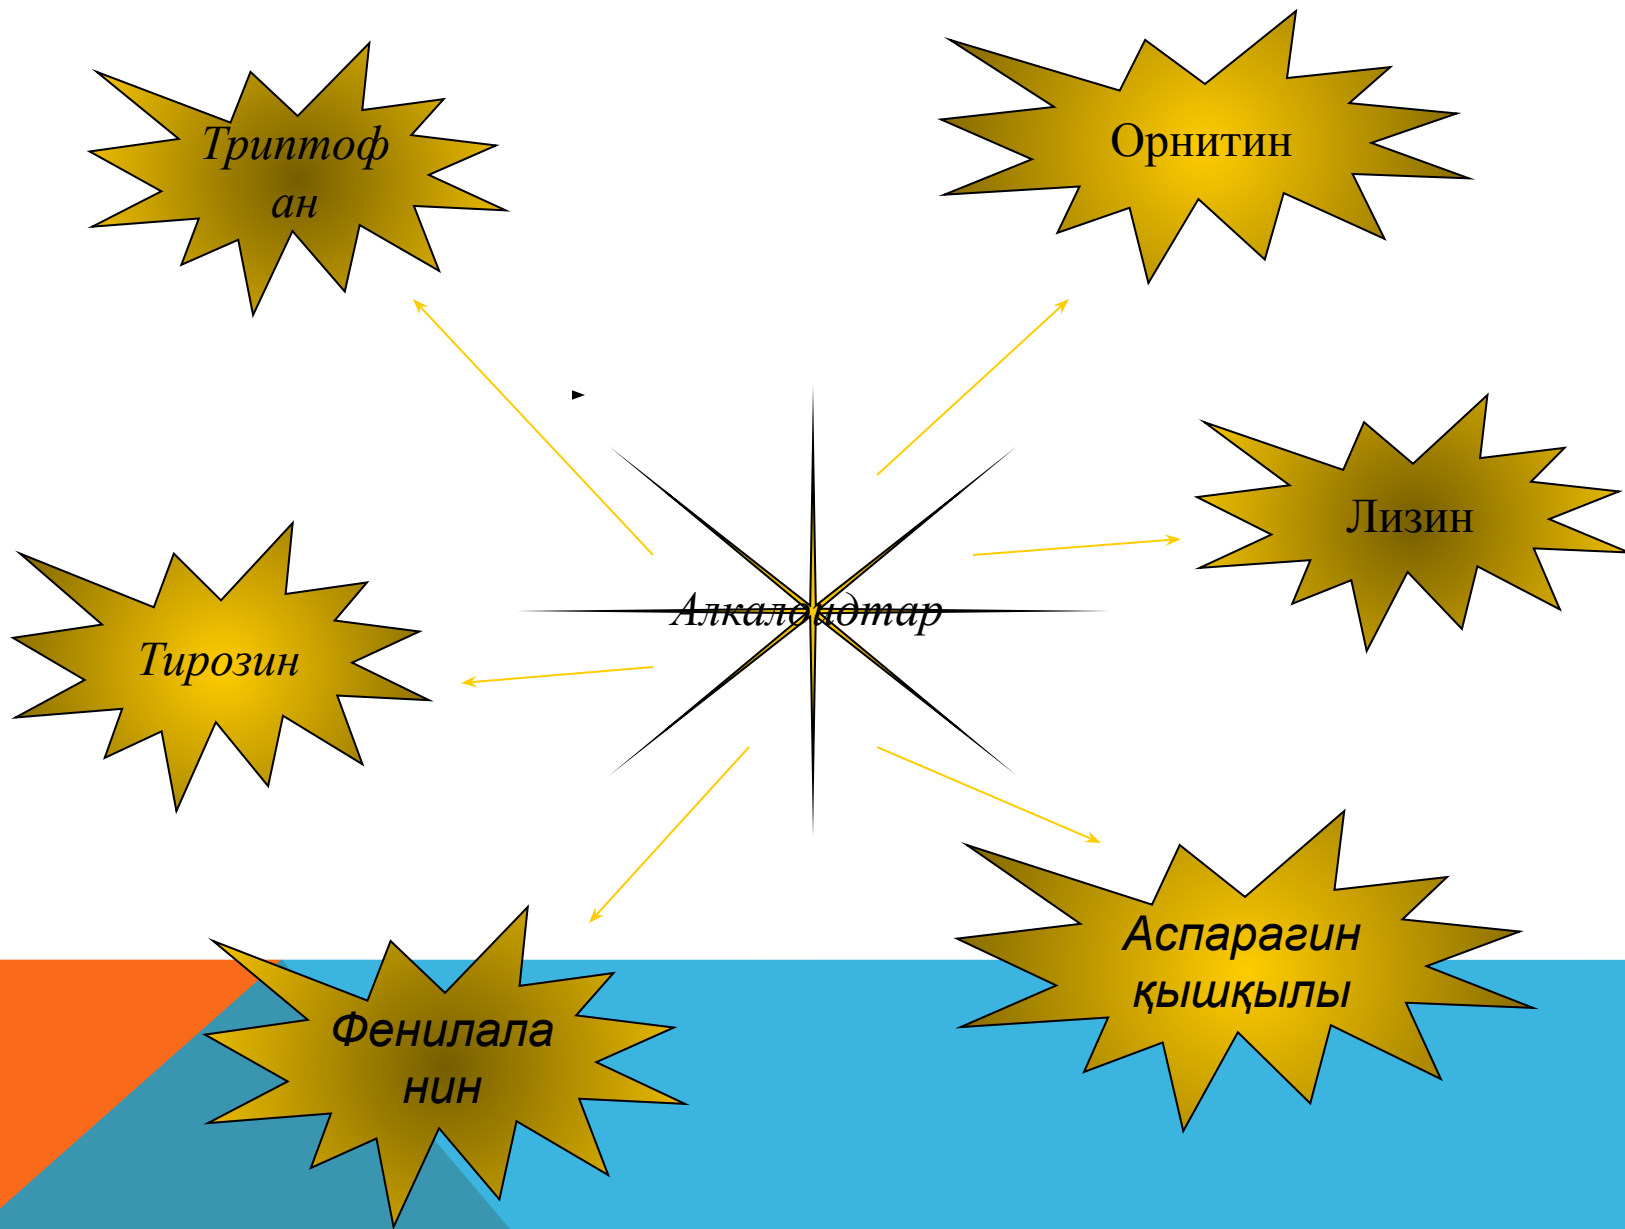 Триптоф
ан
Орнитин
Лизин
Алкалоидтар
Тирозин
Аспарагин
қышқылы
Фенилала
нин